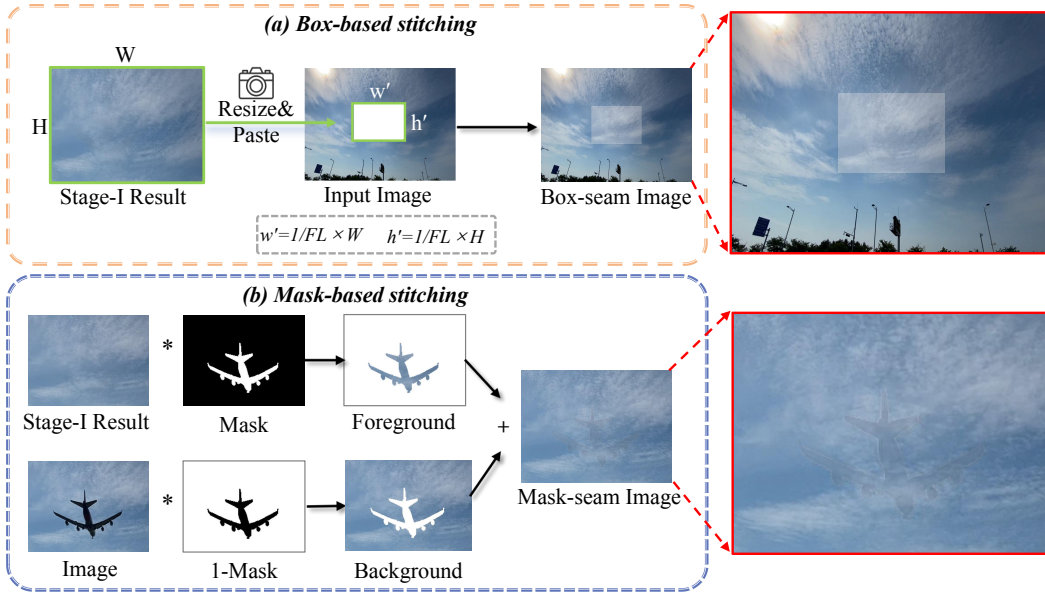 (a) Box-based stitching
W
H
Resize&
Paste
w′
h′
Stage-I Result
Input Image
Box-seam Image
w′=1/FL×W h′=1/FL×H
(b) Mask-based stitching
*
Stage-I Result
Mask
Foreground
+
Mask-seam Image
*
Image
1-Mask
Background